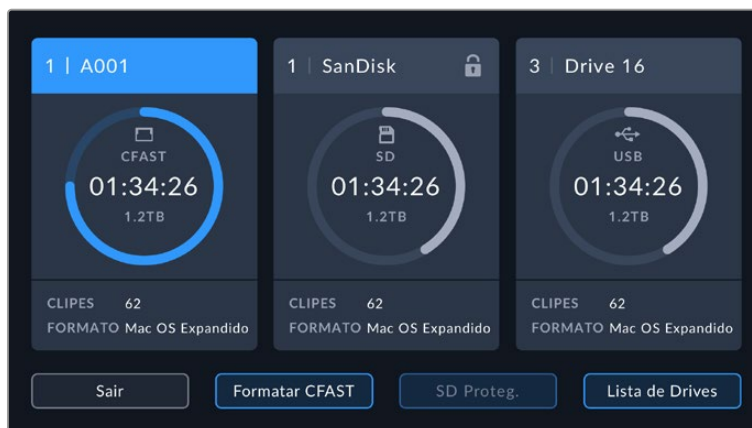 1 | A001
CFAST
01:34:26
1.2TB
CLIPES 62
FORMATO Mac OS Expandido
1 | SanDisk
SD
01:34:26
1.2TB
CLIPES 62
FORMATO Mac OS Expandido
3 | Drive 16
USB
01:34:26
1.2TB
CLIPES 62
FORMATO Mac OS Expandido
Sair
Formatar CFAST
SD Proteg.
Lista de Drives